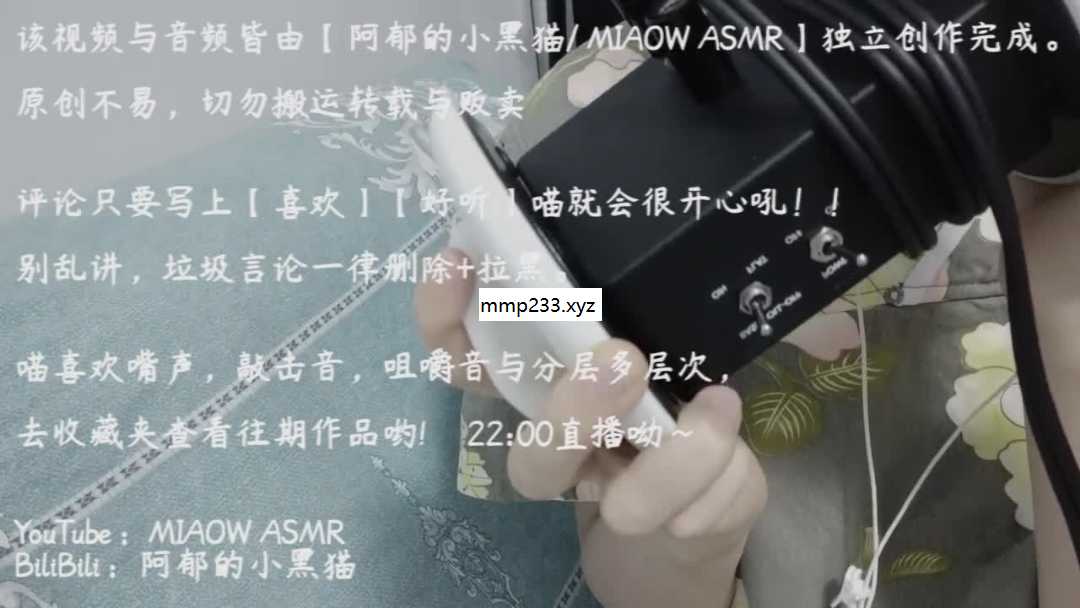 该视频与音频皆由【阿郁的小黑猫/ MIAOW ASMR】独立创作完成。
原创不易，切勿搬运转载与贩卖
评论只要写上【喜欢】【好听】喵就会很开心吼！！
别乱讲，垃圾言论一律删除+拉黑。
mmp233.xyz
喵喜欢嘴声，敲击音，咀嚼音与分层多层次，
去收藏夹查看往期作品哟! 22:00直播呦~
YouTube：MIAOW ASMR
BiliBili：阿郁的小黑猫